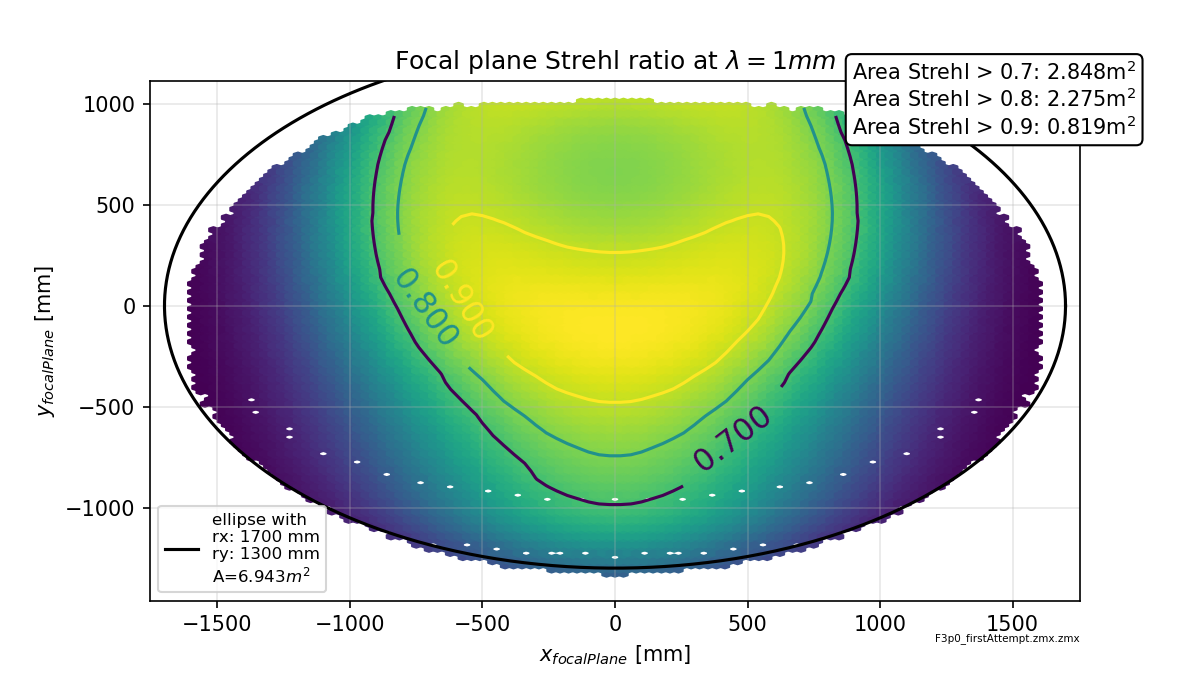 Focal plane Strehl ratio at λ = 1mm
Area Strehl > 0.7: 2.848m²
Area Strehl > 0.8: 2.275m²
Area Strehl > 0.9: 0.819m²
1000
500
0
−500
−1000
y_focalPlane [mm]
0.900
0.800
0.700
ellipse with
rx: 1700 mm
ry: 1300 mm
A=6.943m²
−1500 −1000 −500 0 500 1000 1500
F3p0_firstAttempt.zmx.zmx
x_focalPlane [mm]